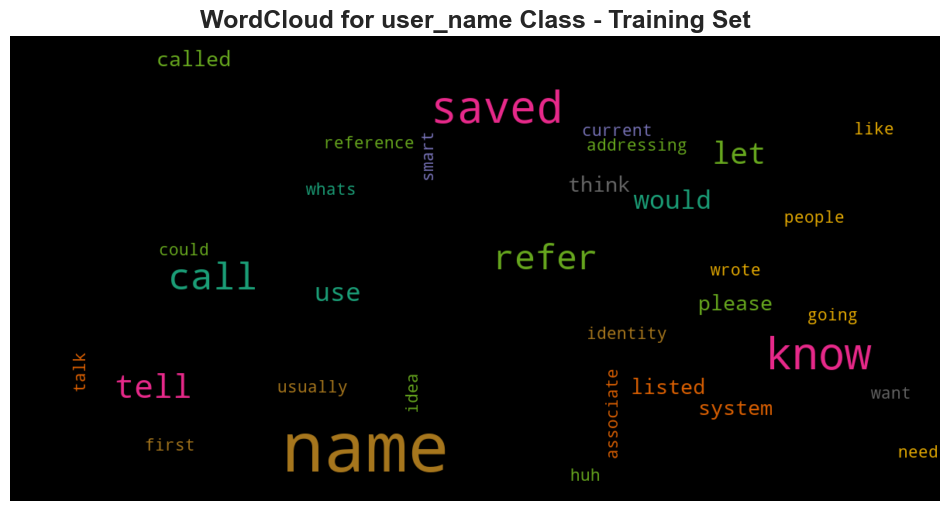 WordCloud for user_name Class - Training Set
called
saved
current
like
reference
smart
addressing
let
whats
think
would
people
could
call
refer
use
wrote
please
going
identity
know
talk
tell
usually
idea
associate
listed
system
want
first
name
huh
need